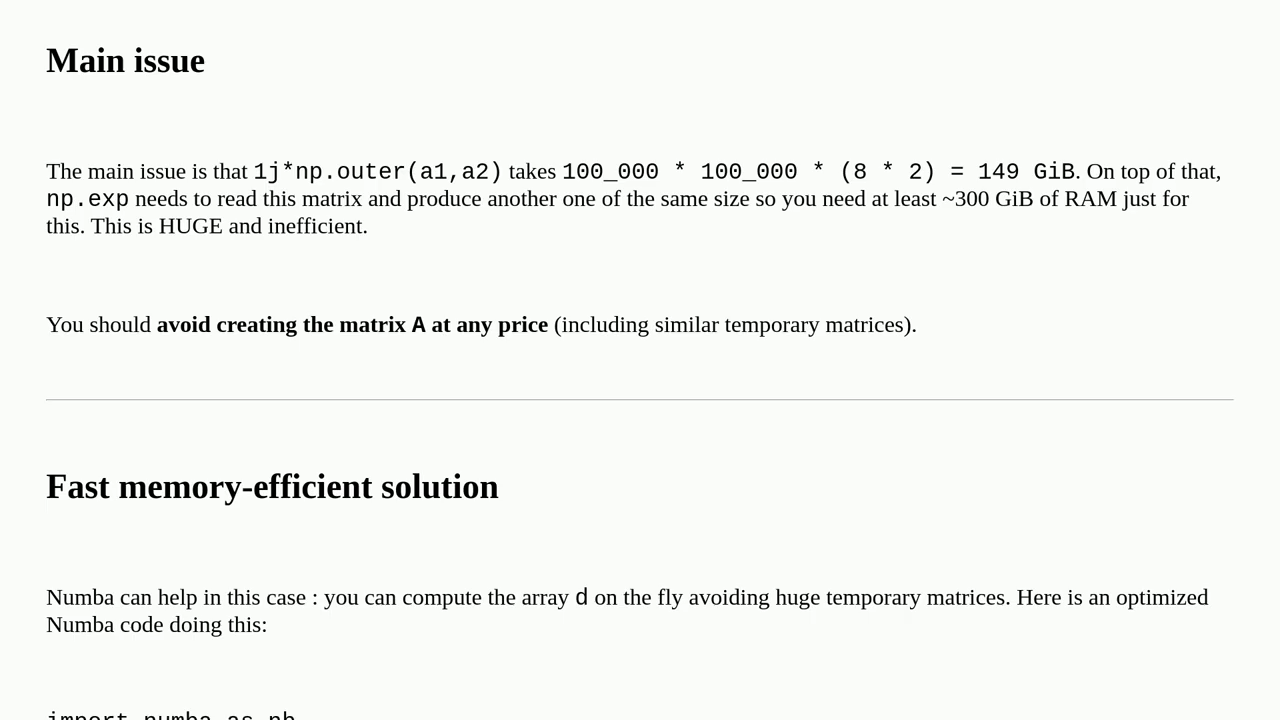 Main issue
The main issue is that 1j*np.outer(a1,a2) takes 100_000 * 100_000 * (8 * 2) = 149 GiB. On top of that,
np.exp needs to read this matrix and produce another one of the same size so you need at least ~300 GiB of RAM just for
this. This is HUGE and inefficient.
You should avoid creating the matrix A at any price (including similar temporary matrices).
Fast memory-efficient solution
Numba can help in this case : you can compute the array d on the fly avoiding huge temporary matrices. Here is an optimized
Numba code doing this:
import numba as nb